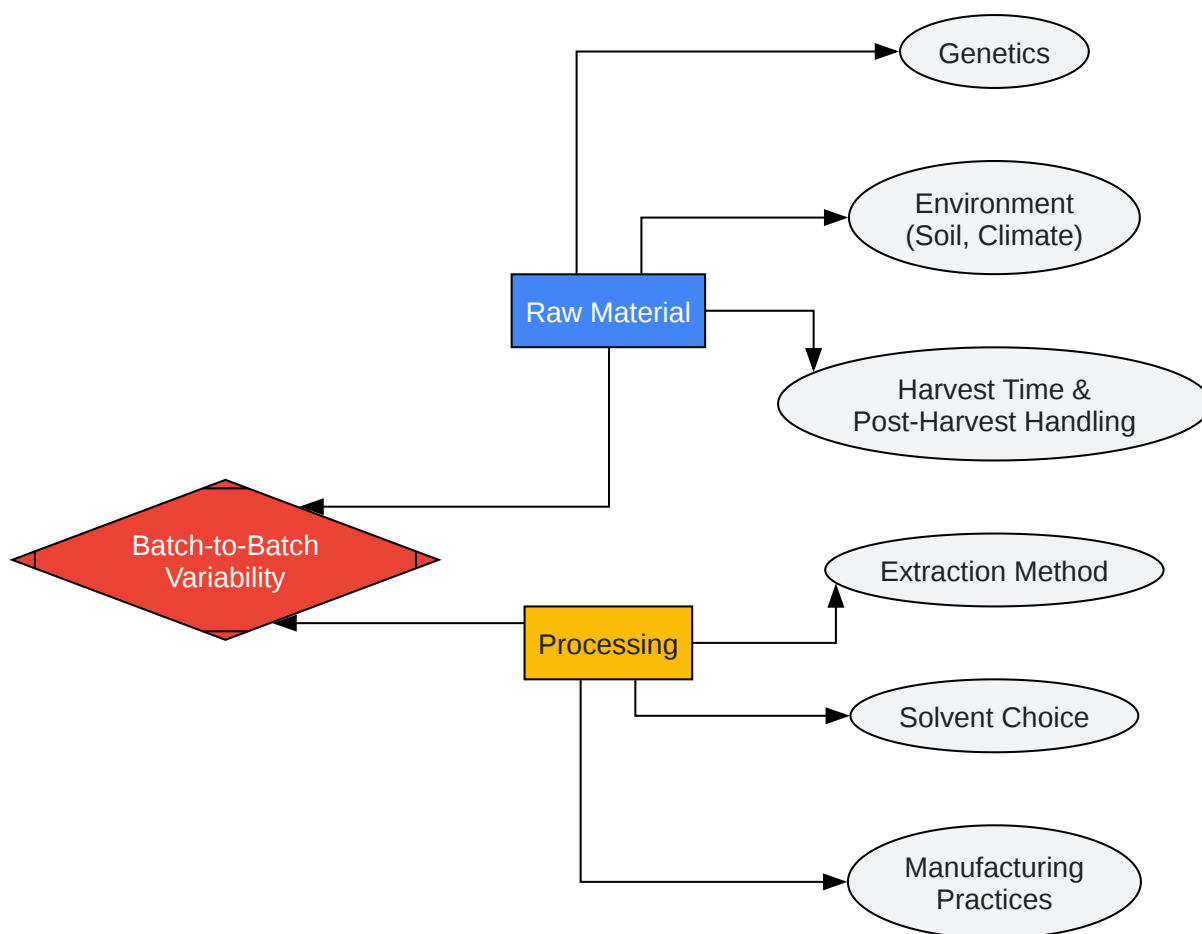 Genetics
Environment
(Soil, Climate)
Raw Material
Harvest Time &
Post-Harvest Handling
Batch-to-Batch
Variability
Extraction Method
Processing
Solvent Choice
Manufacturing
Practices